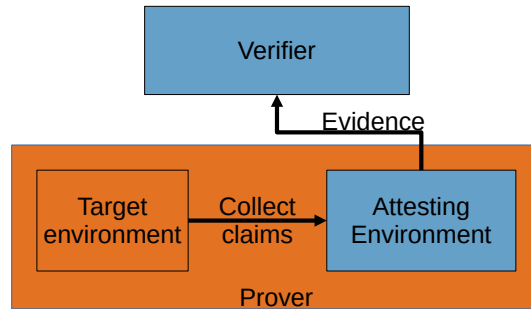 Verifier
Evidence
Target
environment
Collect
claims
Attesting
Environment
Prover